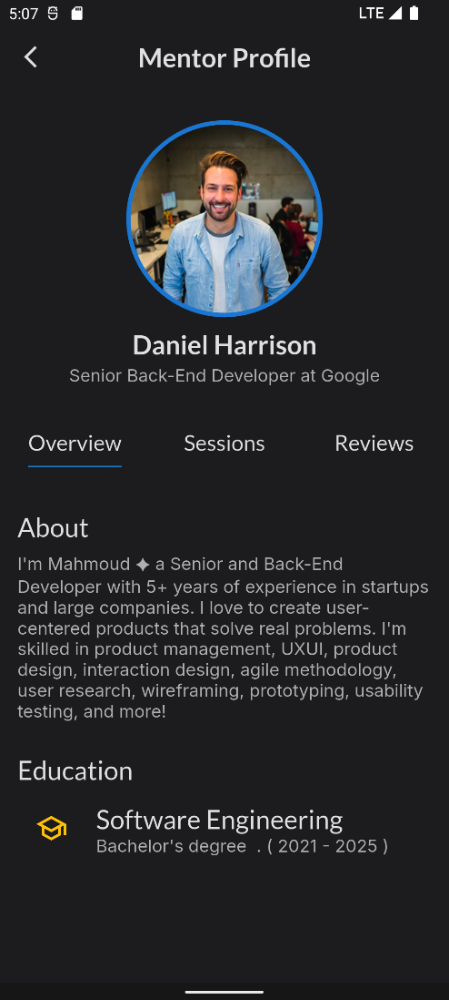 5:07
LTE
Mentor Profile
Daniel Harrison
Senior Back-End Developer at Google
Overview
Sessions
Reviews
About
I'm Mahmoud ✦ a Senior and Back-End
Developer with 5+ years of experience in startups
and large companies. I love to create user-
centered products that solve real problems. I'm
skilled in product management, UXUI, product
design, interaction design, agile methodology,
user research, wireframing, prototyping, usability
testing, and more!
Education
Software Engineering
Bachelor's degree  . ( 2021 - 2025 )